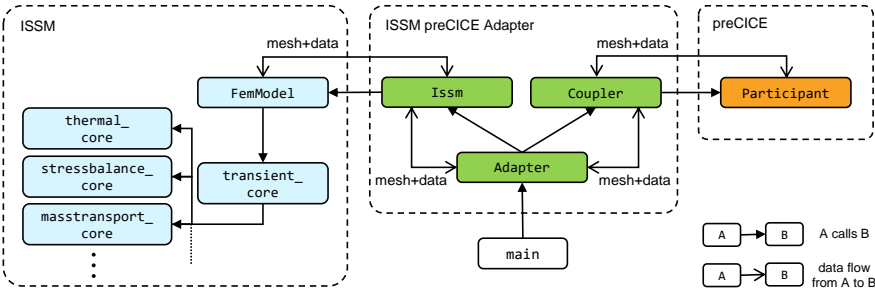 ISSM
ISSM preCICE Adapter
preCICE
mesh+data
mesh+data
FemModel
Issm
Coupler
Participant
thermal_
core
stressbalance_
core
transient_
core
masstransport_
core
Adapter
mesh+data
mesh+data
main
A
B
A calls B
A
B
data flow
from A to B